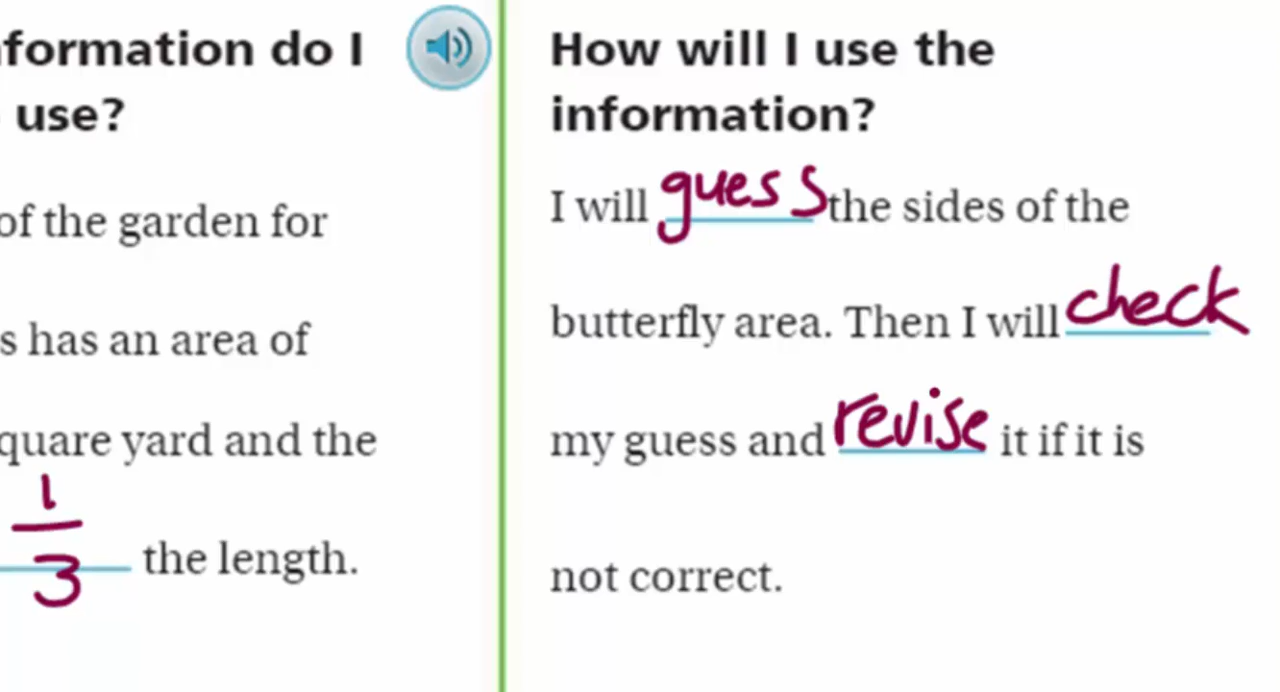 formation do I
use?
of the garden for
s has an area of
quare yard and the
1
3 the length.
How will I use the
information?
I will guess the sides of the
butterfly area. Then I will check
my guess and revise it if it is
not correct.